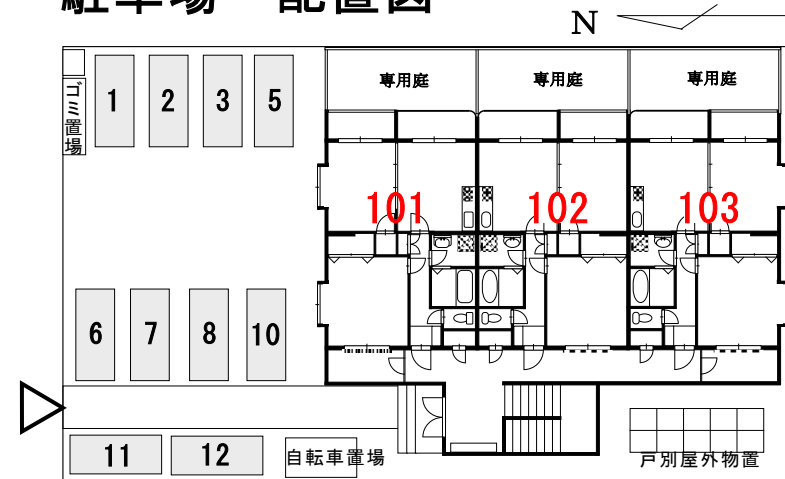 駐車場 配置図
N
ゴミ置場
1 2 3 5
専用庭 専用庭 専用庭
101 102 103
6 7 8 10
11 12
自転車置場
戸別屋外物置